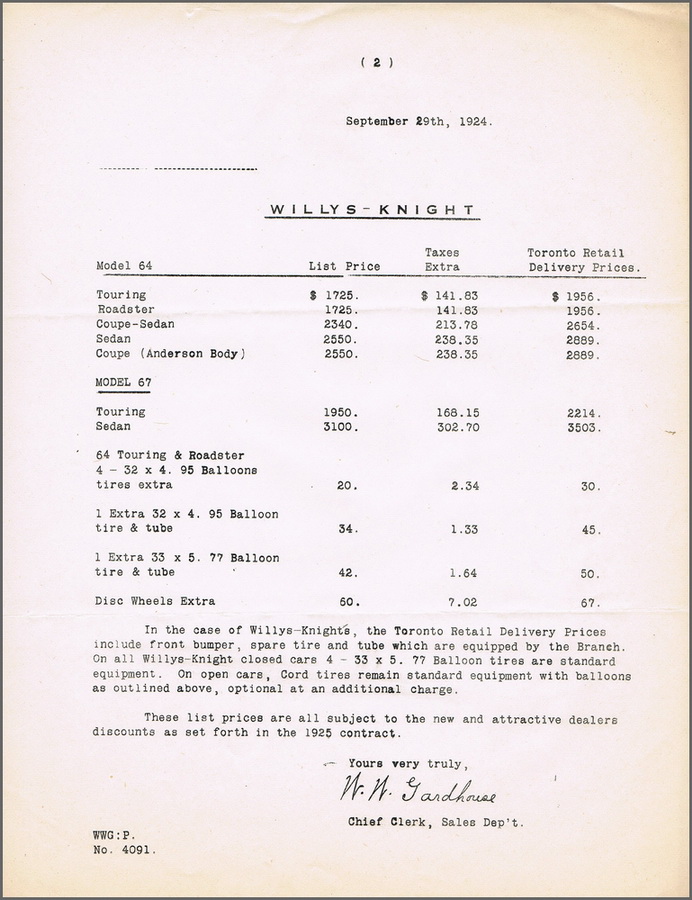 ( 2 )
September 29th, 1924.
WILLYS-KNIGHT
Model 64 List Price Taxes Extra Toronto Retail Delivery Prices.
Touring $ 1725. $ 141.83 $ 1956.
Roadster 1725. 141.83 1956.
Coupe-Sedan 2340. 213.78 2654.
Sedan 2550. 238.35 2889.
Coupe (Anderson Body) 2550. 238.35 2889.
MODEL 67
Touring 1950. 168.15 2214.
Sedan 3100. 302.70 3503.
64 Touring & Roadster
4 - 32 x 4. 95 Balloons
tires extra 20. 2.34 30.
1 Extra 32 x 4. 95 Balloon
tire & tube 34. 1.33 45.
1 Extra 33 x 5. 77 Balloon
tire & tube 42. 1.64 50.
Disc Wheels Extra 60. 7.02 67.
In the case of Willys-Knights, the Toronto Retail Delivery Prices
include front bumper, spare tire and tube which are equipped by the Branch.
On all Willys-Knight closed cars 4 - 33 x 5. 77 Balloon tires are standard
equipment. On open cars, Cord tires remain standard equipment with balloons
as outlined above, optional at an additional charge.
These list prices are all subject to the new and attractive dealers
discounts as set forth in the 1925 contract.
Yours very truly,
W. W. Gardhouse
Chief Clerk, Sales Dep't.
WWG:P.
No. 4091.